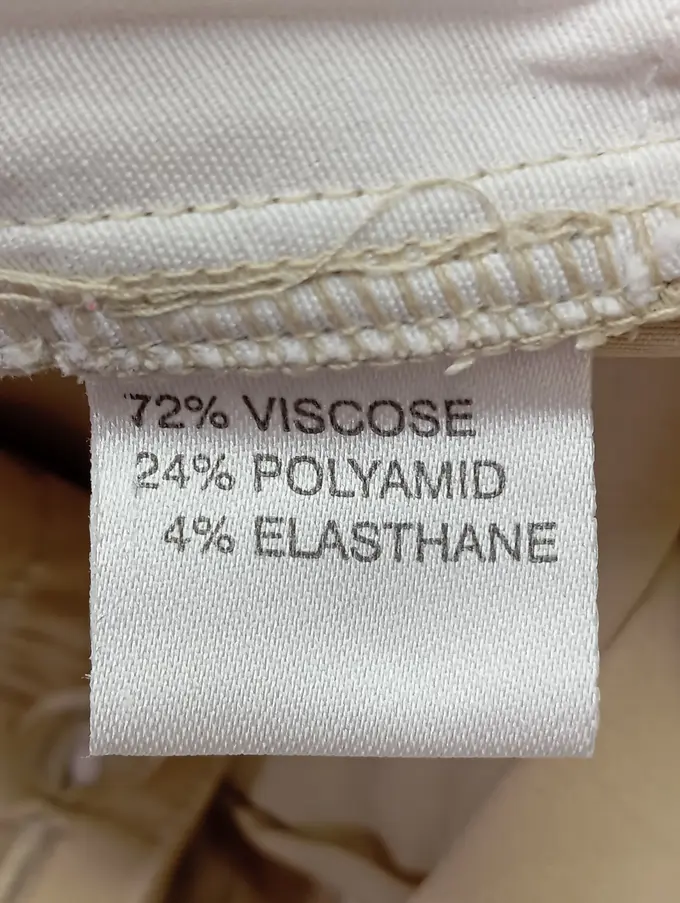 72% VISCOSE
24% POLYAMID
4% ELASTHANE